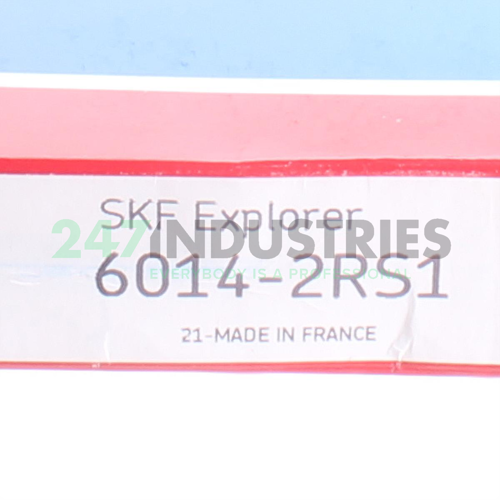 SKF Explorer
247INDUSTRIES
6014-2RS1
EVERYBODY IS A PROFESSIONAL
21-MADE IN FRANCE